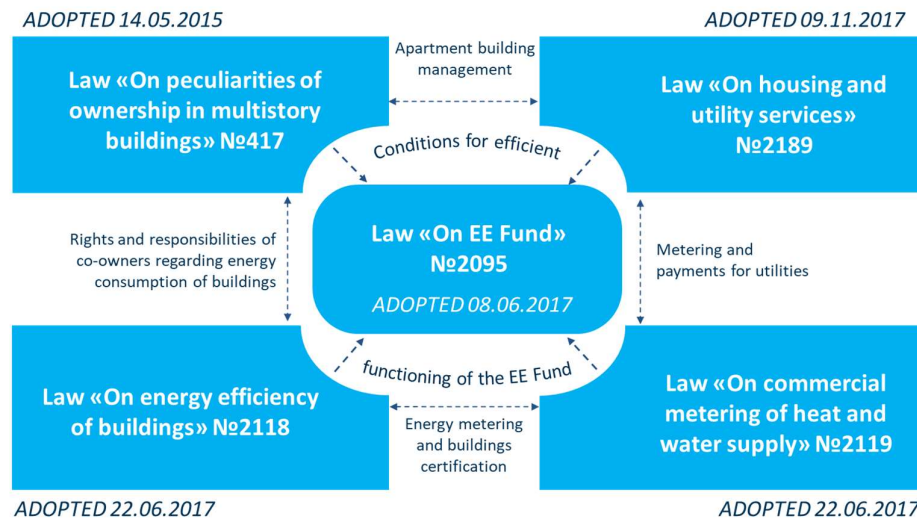 ADOPTED 14.05.2015
ADOPTED 09.11.2017
Law «On peculiarities of
ownership in multistory
buildings» №417
Apartment building
management
Law «On housing and
utility services»
№2189
Conditions for efficient
Law «On EE Fund»
№2095
ADOPTED 08.06.2017
Rights and responsibilities of
co-owners regarding energy
consumption of buildings
Metering and
payments for utilities
functioning of the EE Fund
Law «On energy efficiency
of buildings» №2118
Energy metering
and buildings
certification
Law «On commercial
metering of heat and
water supply» №2119
ADOPTED 22.06.2017
ADOPTED 22.06.2017